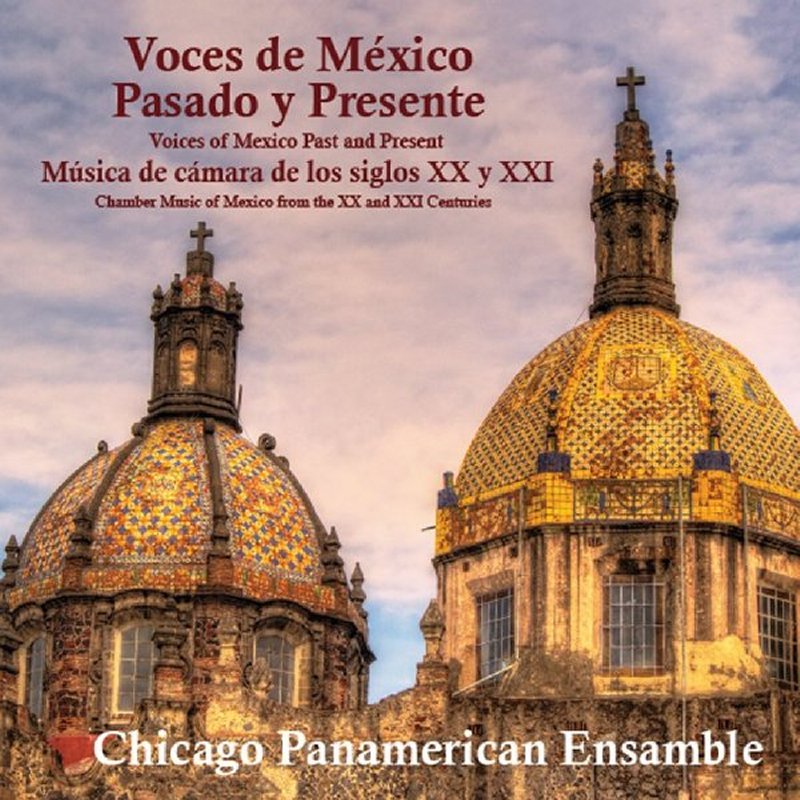 Voces de México
Pasado y Presente
Voices of Mexico Past and Present
Música de cámara de los siglos XX y XXI
Chamber Music of Mexico from the XX and XXI Centuries
Chicago Panamerican Ensamble